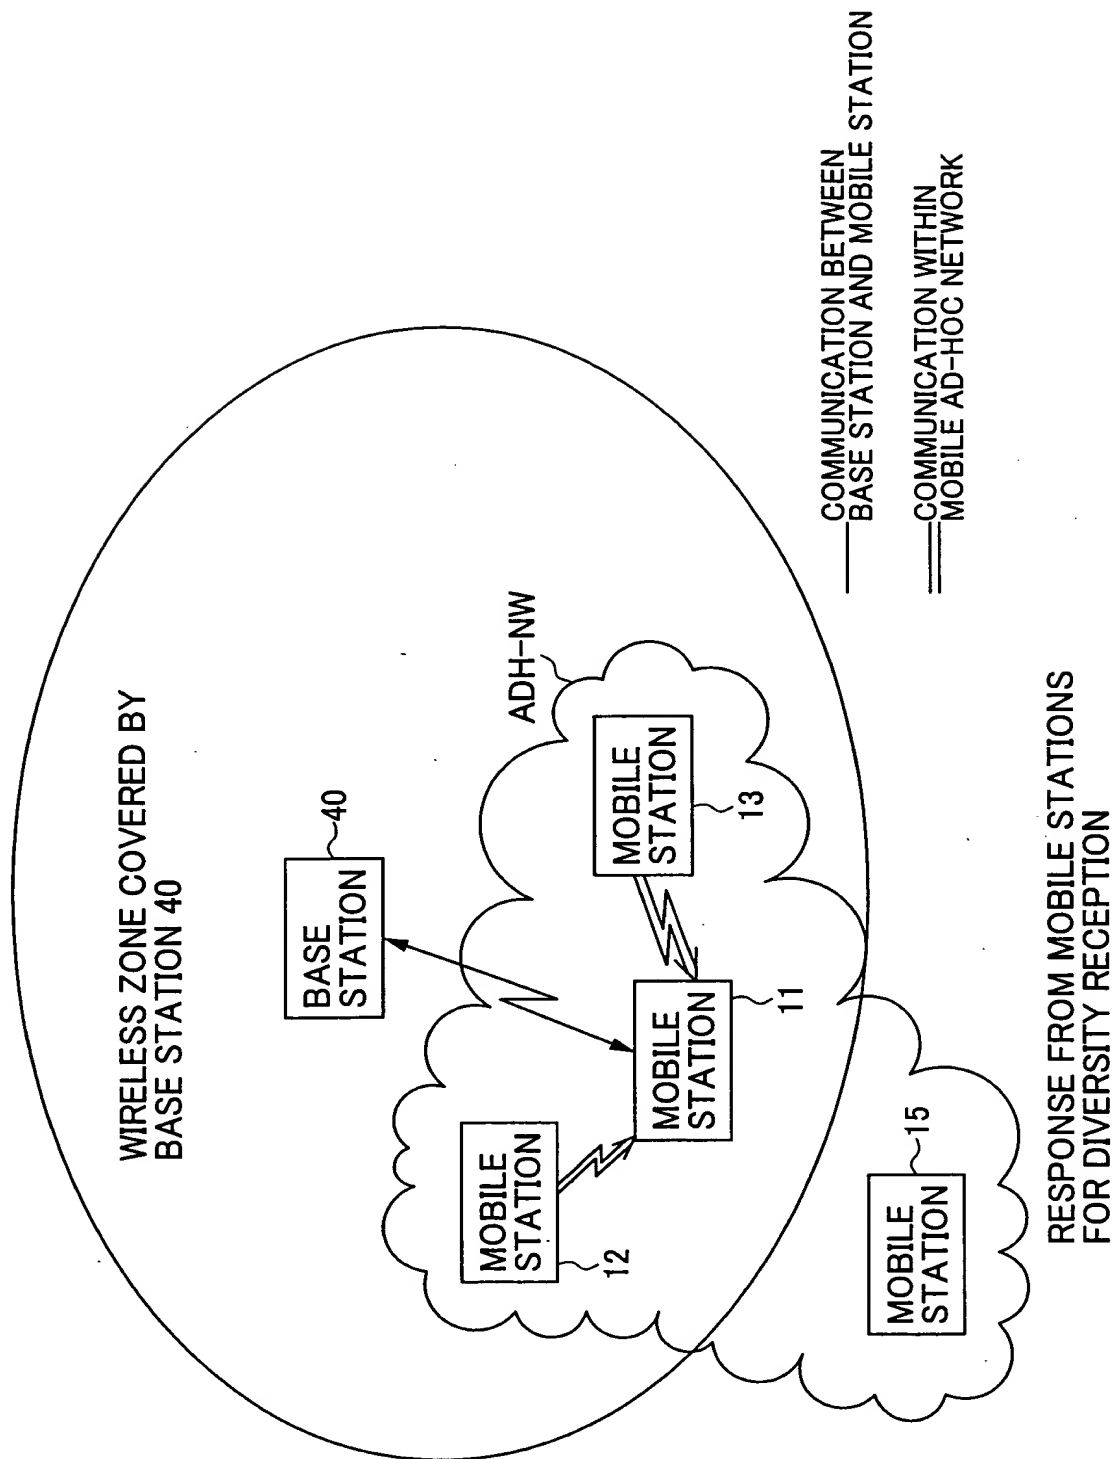 WIRELESS ZONE COVERED BY
BASE STATION 40
40
BASE
STATION
ADH-NW
MOBILE
STATION
12
MOBILE
STATION
13
MOBILE
STATION
11
MOBILE
STATION
15
COMMUNICATION BETWEEN
BASE STATION AND MOBILE STATION
COMMUNICATION WITHIN
MOBILE AD-HOC NETWORK
RESPONSE FROM MOBILE STATIONS
FOR DIVERSITY RECEPTION